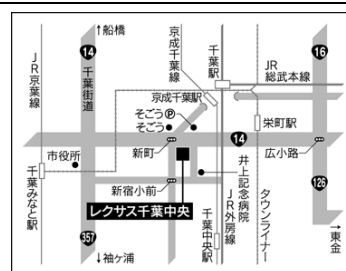 ↑船橋
14
千葉街道
JR京葉線
京成千葉線
千葉駅
16
JR
総武本線
京成千葉駅
そごうⓅ
そごう
栄町駅
14
市役所
新町
広小路
千葉みなと駅
新宿小前
井上記念病院
レクサス千葉中央
JR外房線
タウンライナー
126
千葉中央駅
357
↓袖ヶ浦
→東金